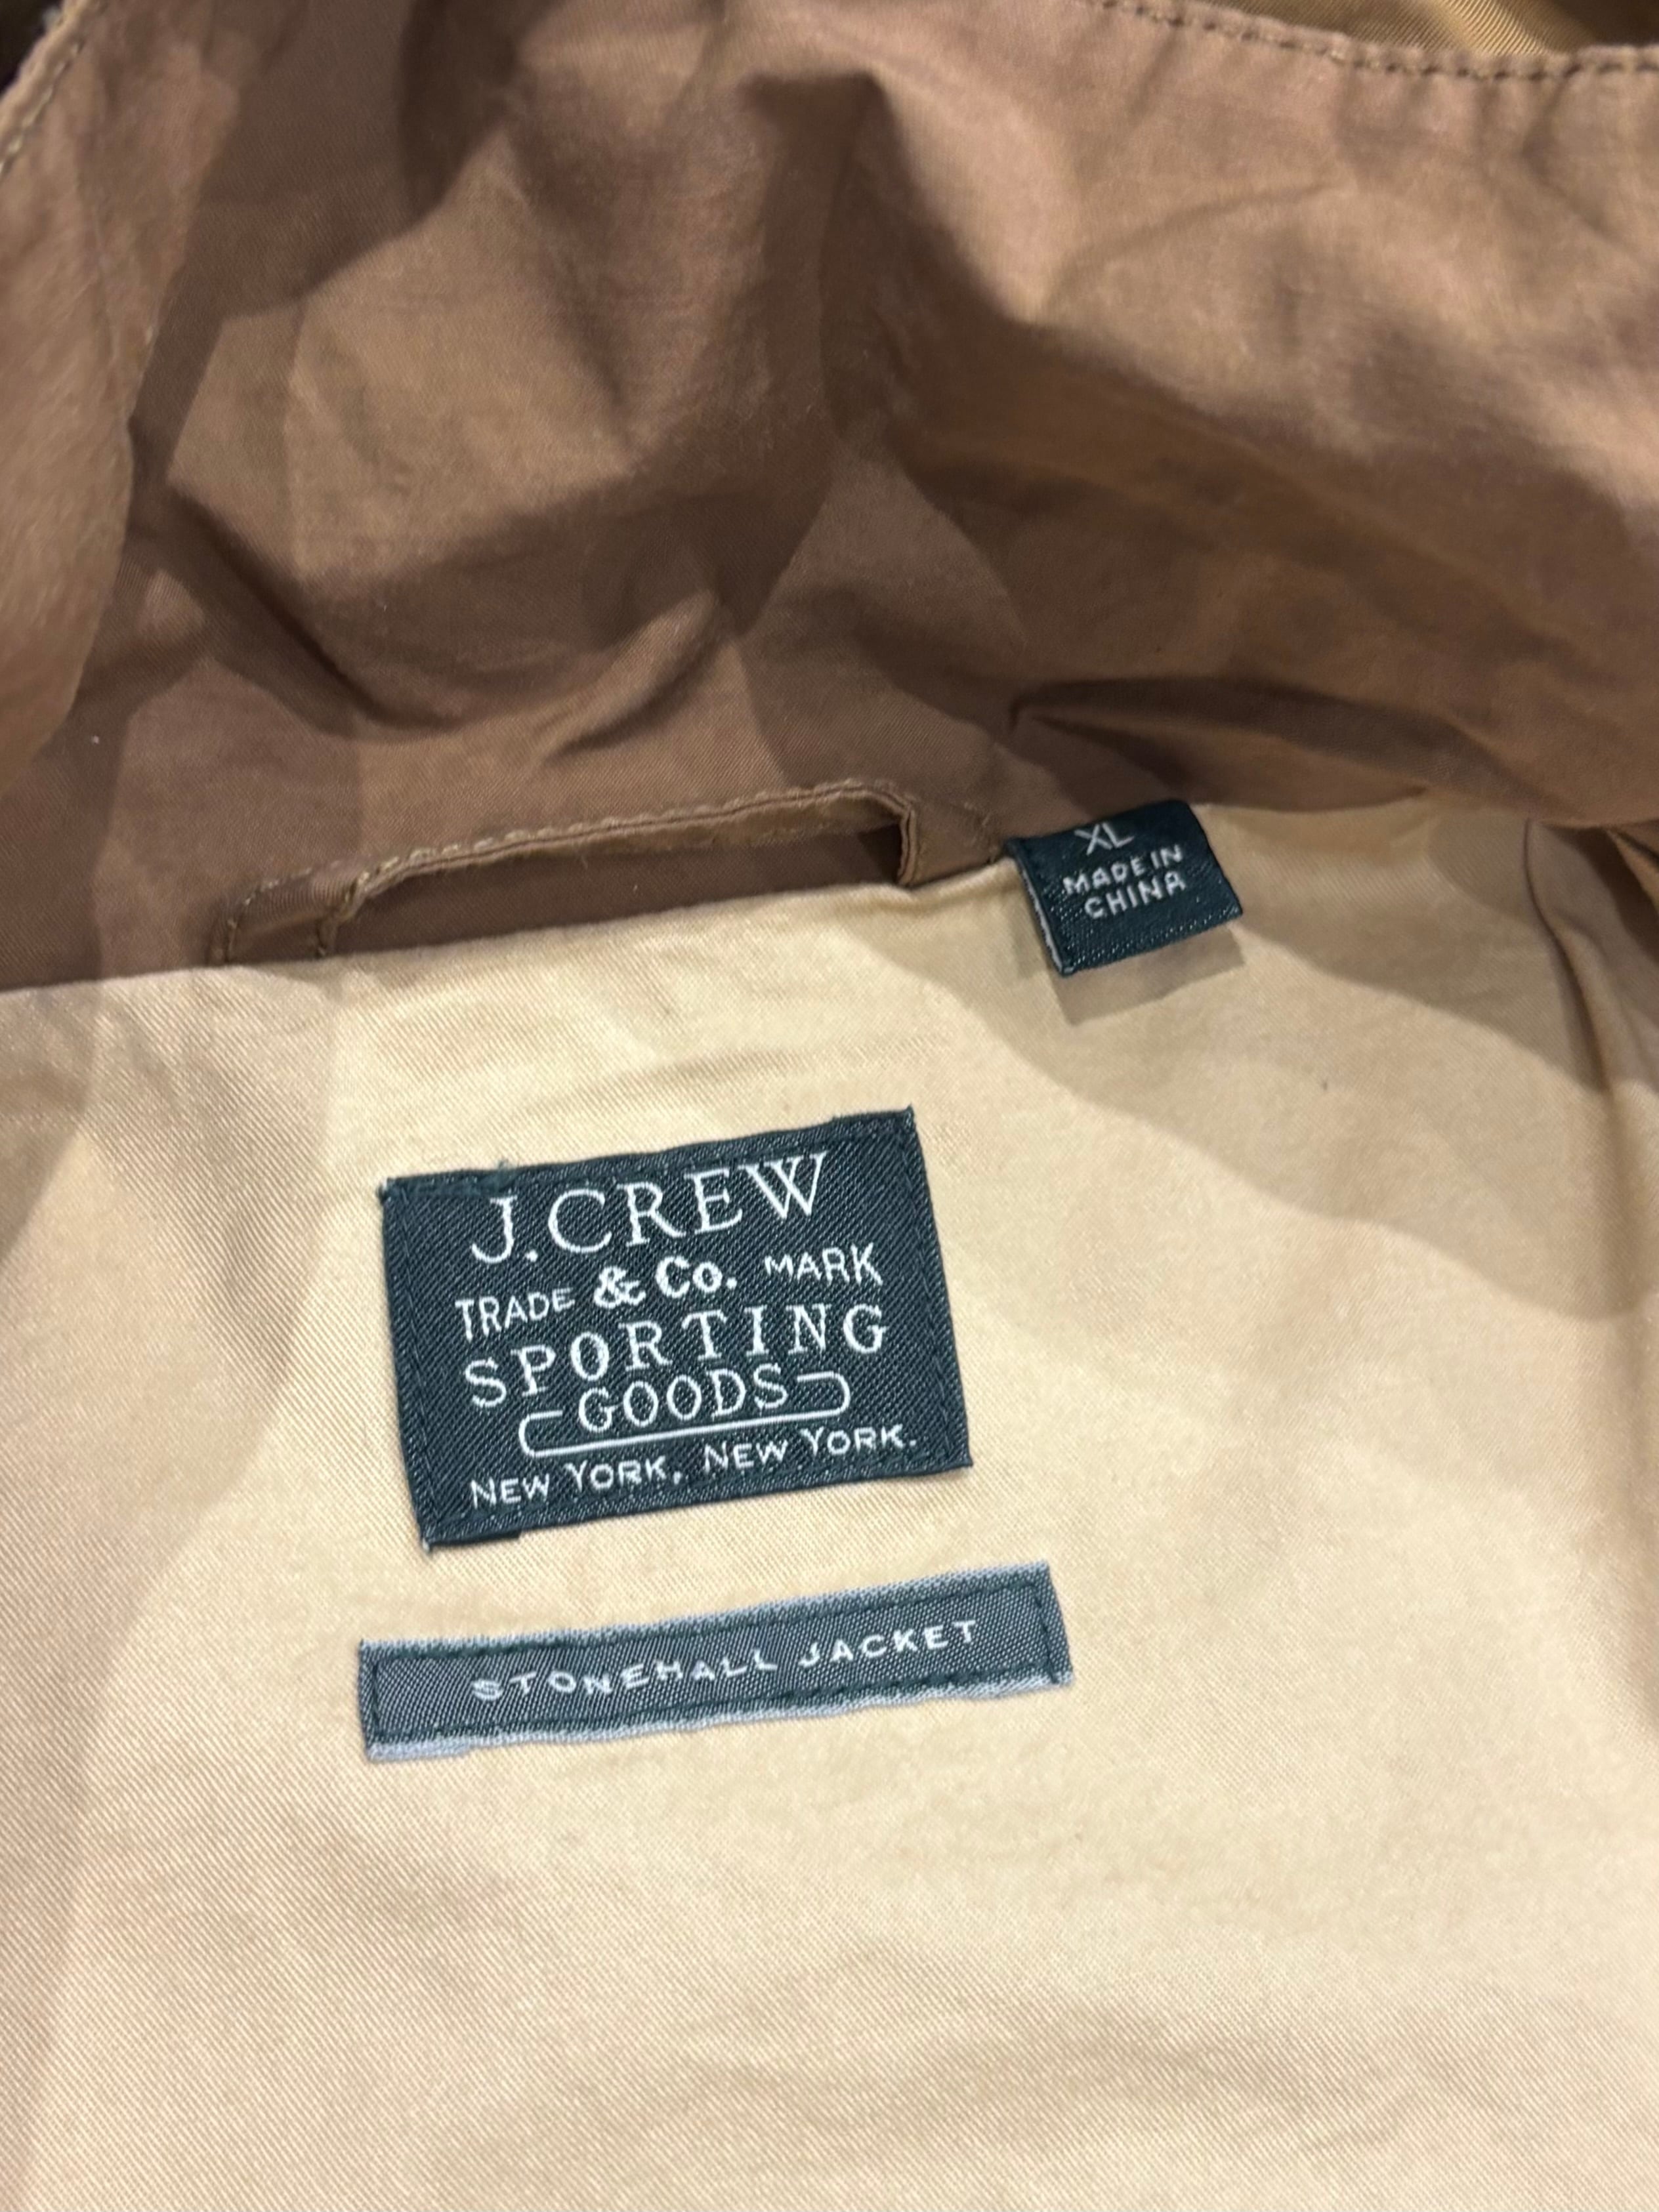 XL
MADE IN
CHINA
J.CREW
TRADE & Co. MARK
SPORTING
GOODS
NEW YORK, NEW YORK.
STONEHALL JACKET